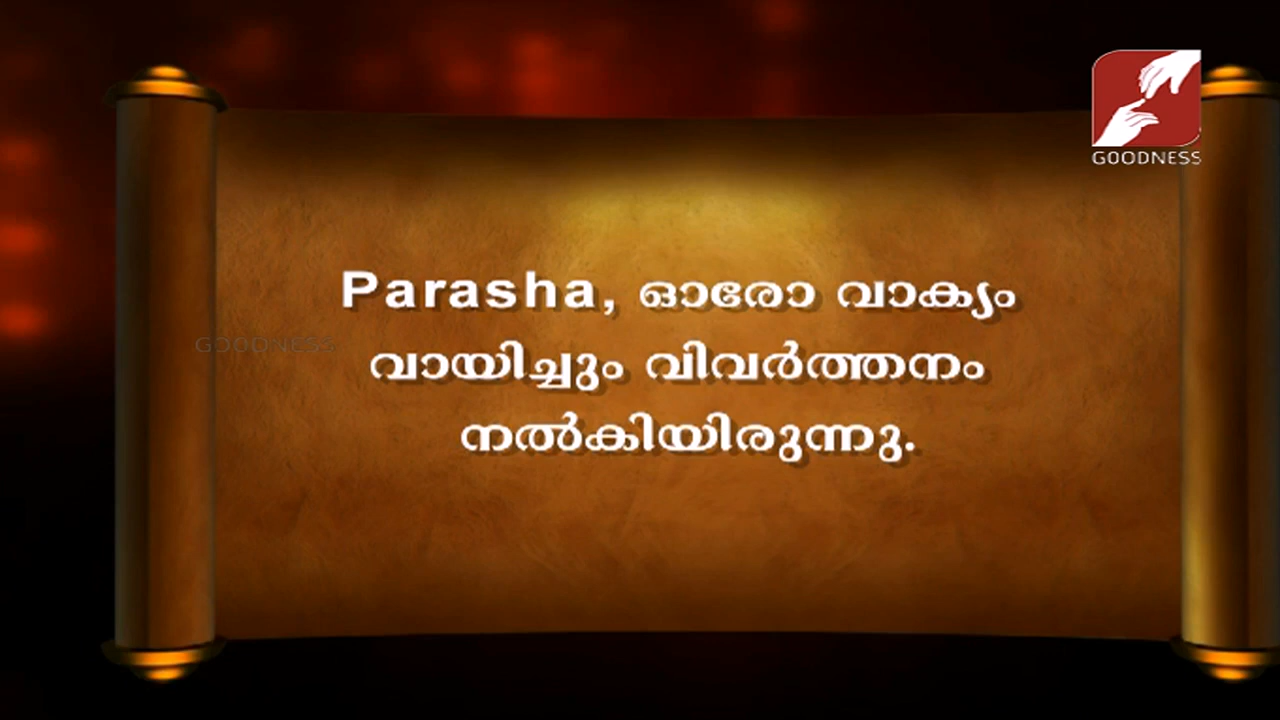 GOODNESS
Parasha, ഓരോ വാക്യം
GOODNESS
വായിച്ചും വിവർത്തനം
നൽകിയിരുന്നു.